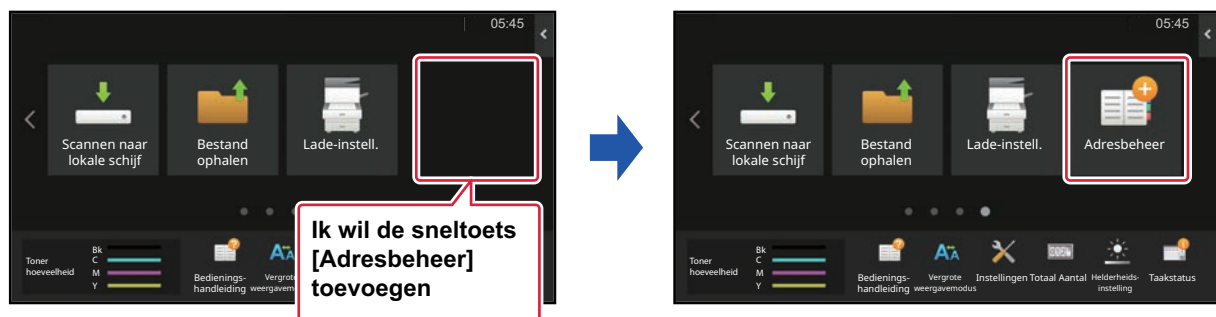 05:45
Scannen naar
lokale schijf
Bestand
ophalen
Lade-instell.
Ik wil de sneltoets
[Adresbeheer]
toevoegen
Toner
hoeveelheid
Bk
C
M
Y
Bedienings-
handleiding
Vergrote
05:45
Scannen naar
lokale schijf
Bestand
ophalen
Lade-instell.
Adresbeheer
Toner
hoeveelheid
Bk
C
M
Y
Bedienings-
handleiding
Vergrote
weergavemodus
Instellingen
Totaal Aantal
Helderheids-
instelling
Taakstatus